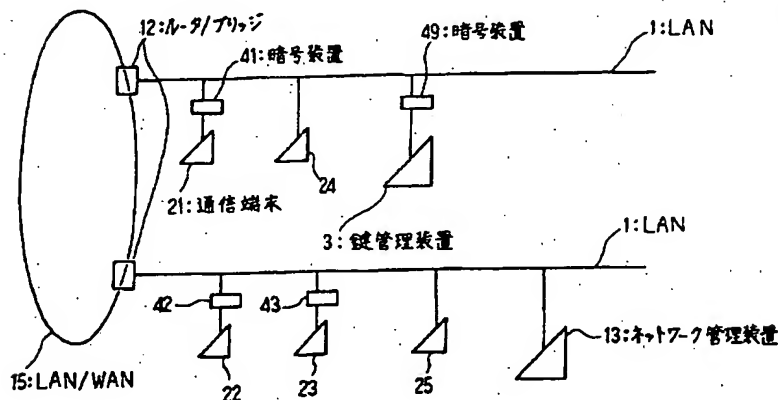 12:ルータ/ブリッジ
41:暗号装置
49:暗号装置
1:LAN
21:通信端末
24
3:鍵管理装置
1:LAN
42
43
13:ネットワーク管理装置
15:LAN/WAN
22
23
25